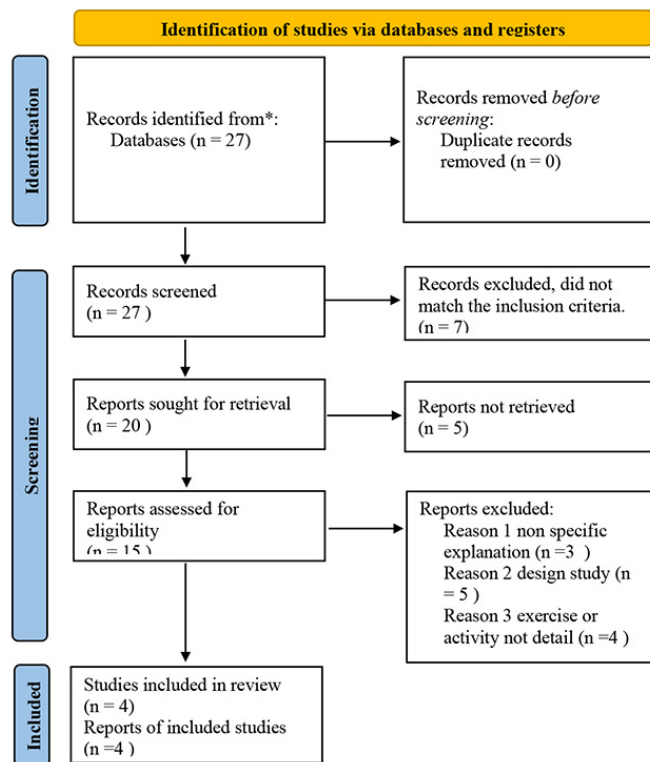 Identification of studies via databases and registers
Identification
Records identified from*:
Databases (n = 27)
Records removed before
screening:
Duplicate records
removed (n = 0)
Screening
Records screened
(n = 27 )
Records excluded, did not
match the inclusion criteria.
(n = 7)
Reports sought for retrieval
(n = 20 )
Reports not retrieved
(n = 5)
Reports assessed for
eligibility
(n = 15 )
Reports excluded:
Reason 1 non specific
explanation (n =3 )
Reason 2 design study (n
= 5 )
Reason 3 exercise or
activity not detail (n =4 )
Included
Studies included in review
(n = 4)
Reports of included studies
(n =4 )